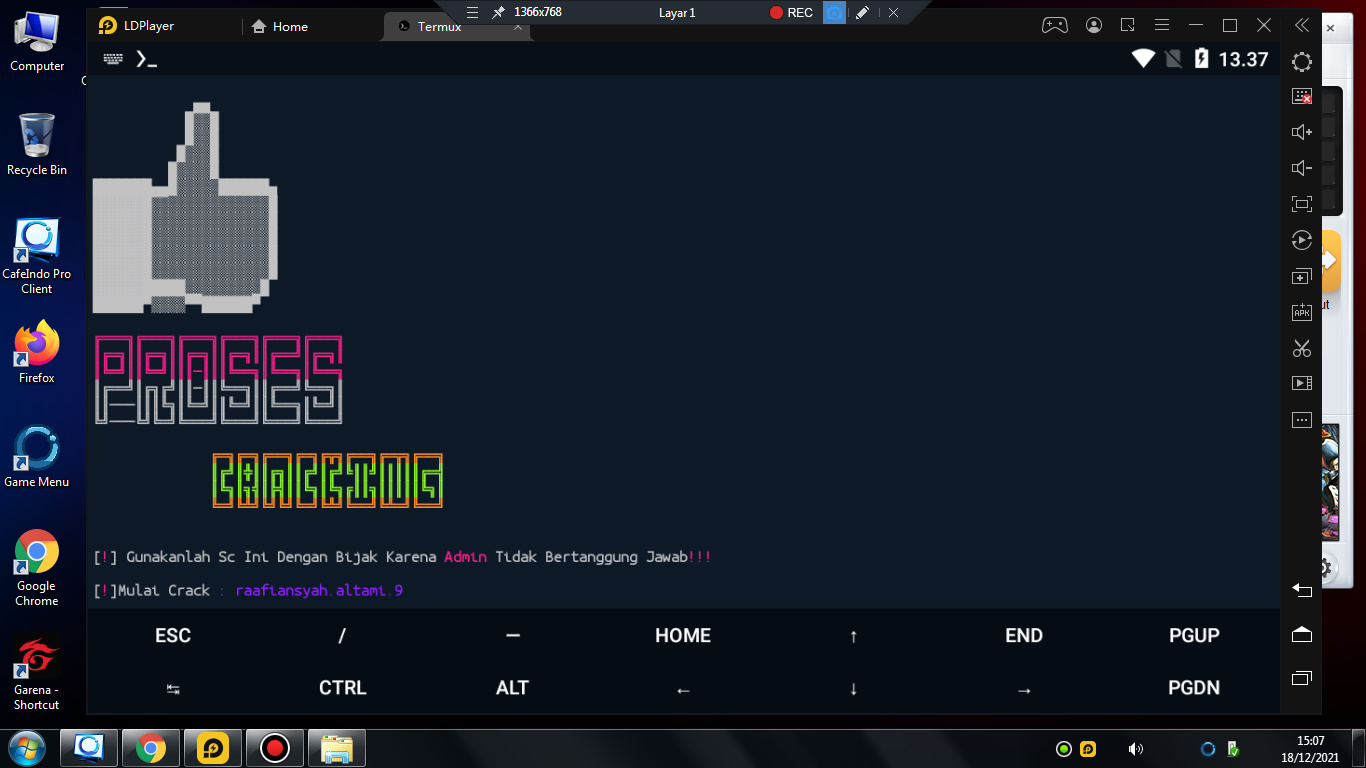 1366x768
Layar 1
REC
LDPlayer
Home
Termux
13.37
Computer
Recycle Bin
CafeIndo Pro
Client
Firefox
Game Menu
Google
Chrome
Garena -
Shortcut
PROSES
CRACKING
[!] Gunakanlah Sc Ini Dengan Bijak Karena Admin Tidak Bertanggung Jawab!!!
[!]Mulai Crack : raafiansyah.altami.9
ESC / — HOME ↑ END PGUP
↹ CTRL ALT ← ↓ → PGDN
APK
15:07
18/12/2021